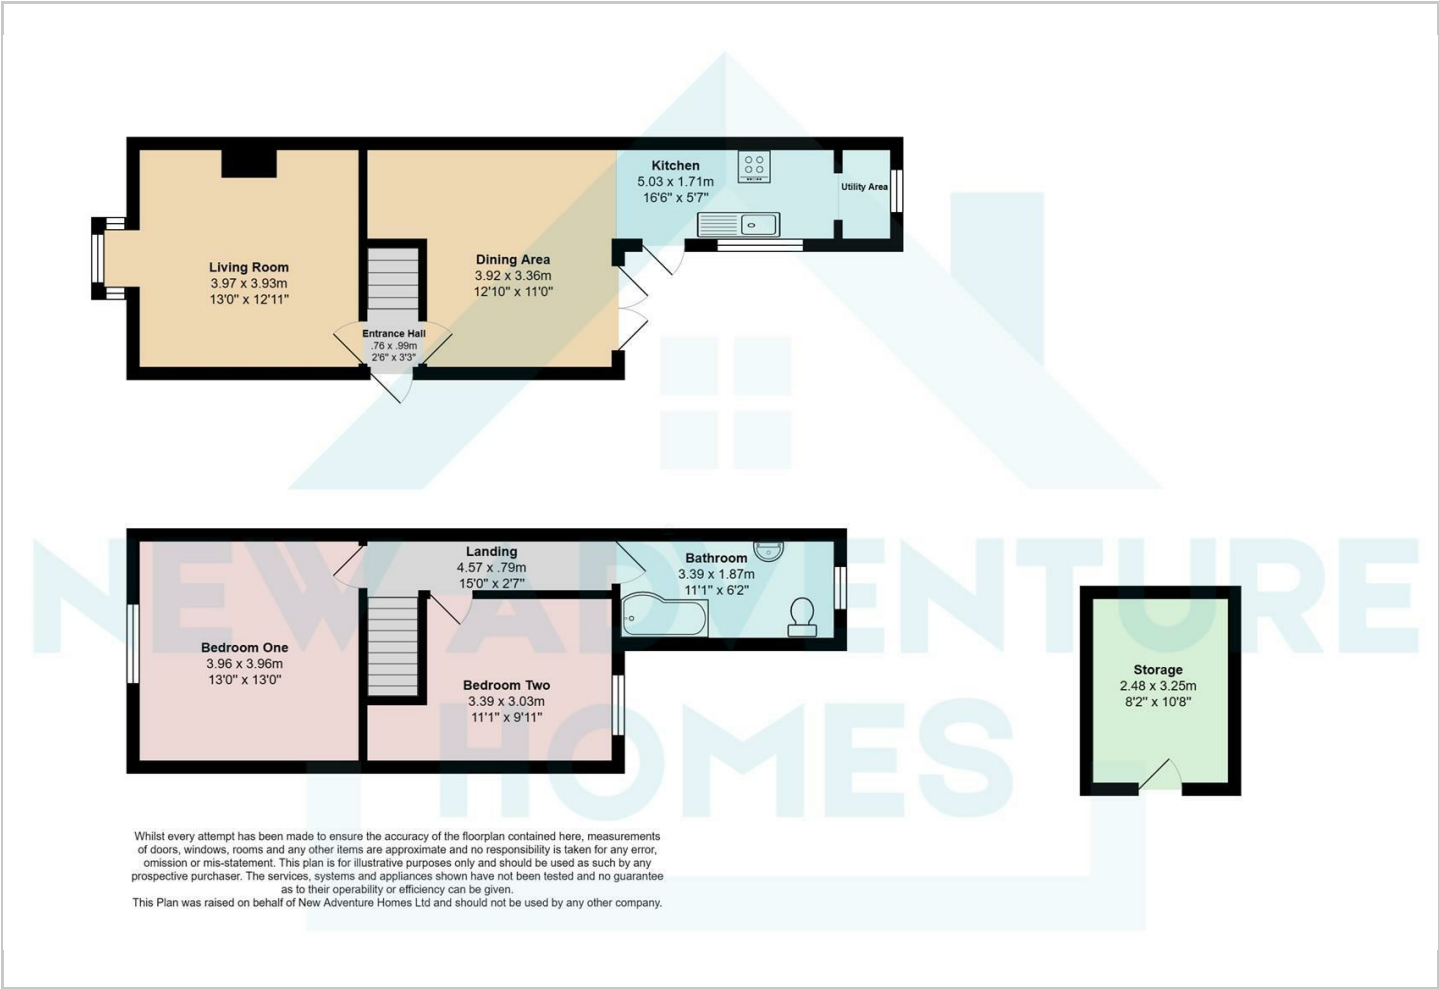 Kitchen
5.03 x 1.71m
16'6" x 5'7"
Utility Area
Living Room
3.97 x 3.93m
13'0" x 12'11"
Dining Area
3.92 x 3.36m
12'10" x 11'0"
Entrance Hall
.76 x .99m
2'6" x 3'3"
NEW ADVENTURE
HOMES
Landing
4.57 x .79m
15'0" x 2'7"
Bathroom
3.39 x 1.87m
11'1" x 6'2"
Bedroom One
3.96 x 3.96m
13'0" x 13'0"
Bedroom Two
3.39 x 3.03m
11'1" x 9'11"
Storage
2.48 x 3.25m
8'2" x 10'8"
Whilst every attempt has been made to ensure the accuracy of the floorplan contained here, measurements
of doors, windows, rooms and any other items are approximate and no responsibility is taken for any error,
omission or mis-statement. This plan is for illustrative purposes only and should be used as such by any
prospective purchaser. The services, systems and appliances shown have not been tested and no guarantee
as to their operability or efficiency can be given.
This Plan was raised on behalf of New Adventure Homes Ltd and should not be used by any other company.